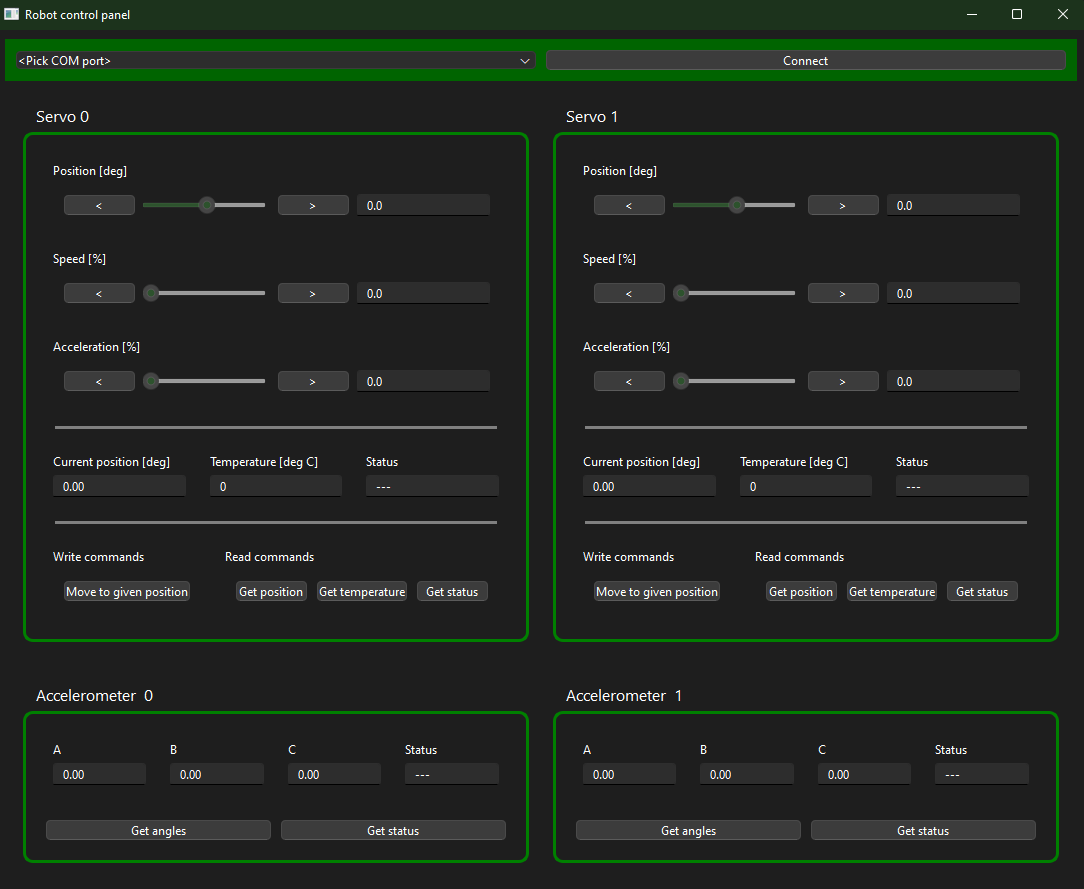 Robot control panel
<Pick COM port> Connect
Servo 0
Position [deg]
< > 0.0
Speed [%]
< > 0.0
Acceleration [%]
< > 0.0
Current position [deg] Temperature [deg C] Status
0.00 0 ---
Write commands Read commands
Move to given position Get position Get temperature Get status
Servo 1
Position [deg]
< > 0.0
Speed [%]
< > 0.0
Acceleration [%]
< > 0.0
Current position [deg] Temperature [deg C] Status
0.00 0 ---
Write commands Read commands
Move to given position Get position Get temperature Get status
Accelerometer 0
A B C Status
0.00 0.00 0.00 ---
Get angles Get status
Accelerometer 1
A B C Status
0.00 0.00 0.00 ---
Get angles Get status